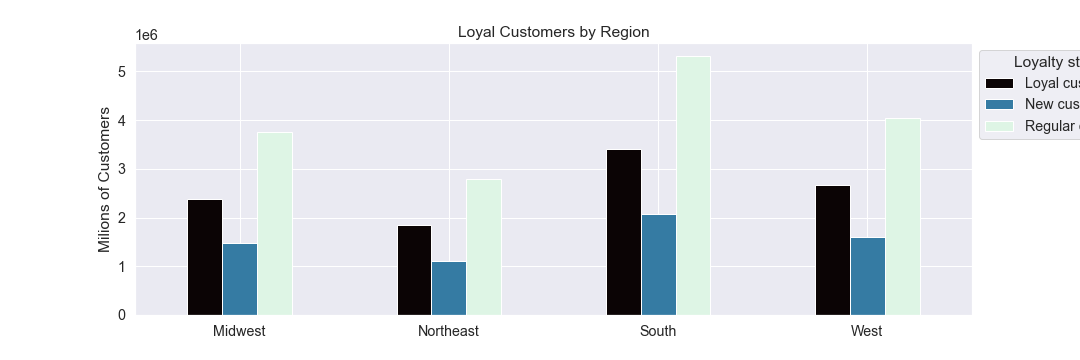 Loyal Customers by Region
1e6
5
4
3
2
1
0
Milions of Customers
Midwest Northeast South West
Loyalty st
Loyal cus
New cus
Regular